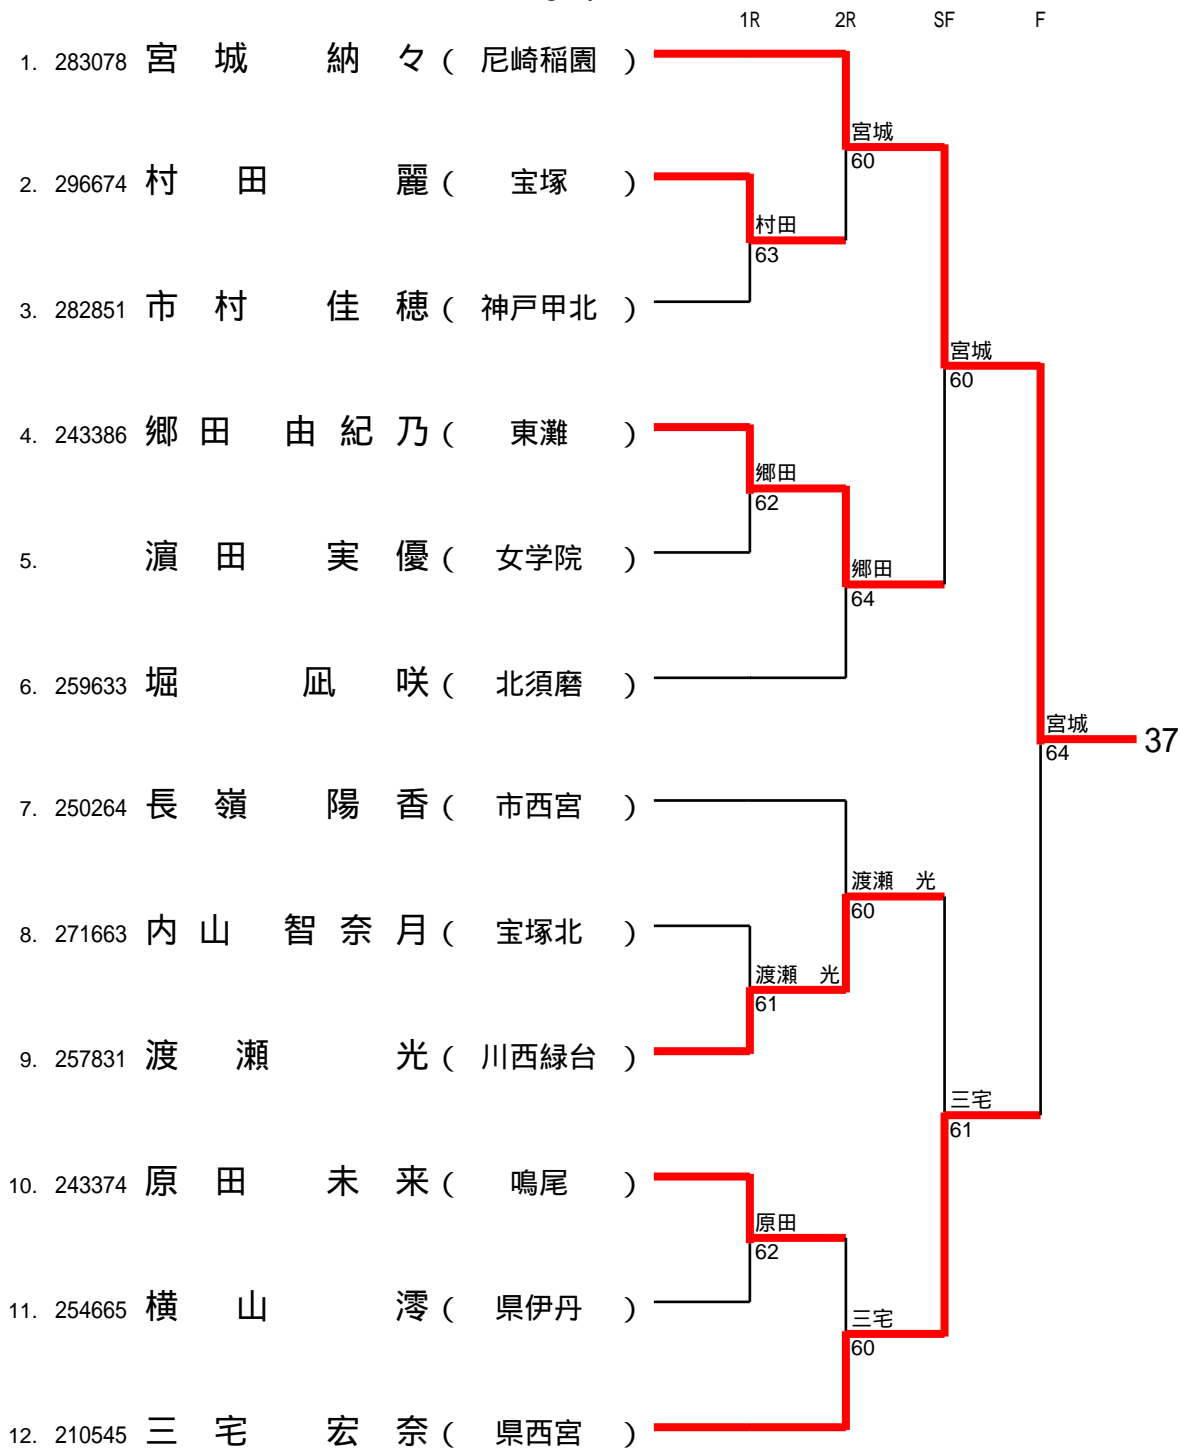 1R 2R SF F
1. 283078 宮城 納々 ( 尼崎稲園 )
宮城
60
2. 296674 村田 麗 ( 宝塚 )
村田
63
3. 282851 市村 佳穂 ( 神戸甲北 )
宮城
60
4. 243386 郷田 由紀乃 ( 東灘 )
郷田
62
5. 濵田 実優 ( 女学院 )
郷田
64
6. 259633 堀 凪咲 ( 北須磨 )
宮城
64
37
7. 250264 長嶺 陽香 ( 市西宮 )
渡瀬 光
60
8. 271663 内山 智奈月 ( 宝塚北 )
渡瀬 光
61
9. 257831 渡瀬 光 ( 川西緑台 )
三宅
61
10. 243374 原田 未来 ( 鳴尾 )
原田
62
11. 254665 横山 澪 ( 県伊丹 )
三宅
60
12. 210545 三宅 宏奈 ( 県西宮 )